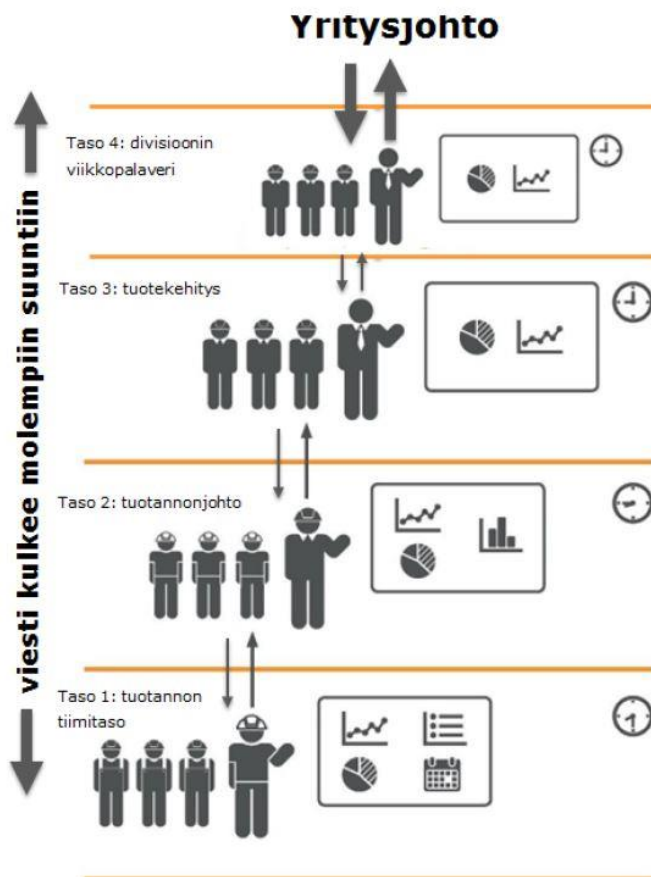 Yritysjohto
Taso 4: divisioonin
viikkopalaveri
Taso 3: tuotekehitys
Taso 2: tuotannonjohto
Taso 1: tuotannon
tiimitaso
viesti kulkee molempiin suuntiin